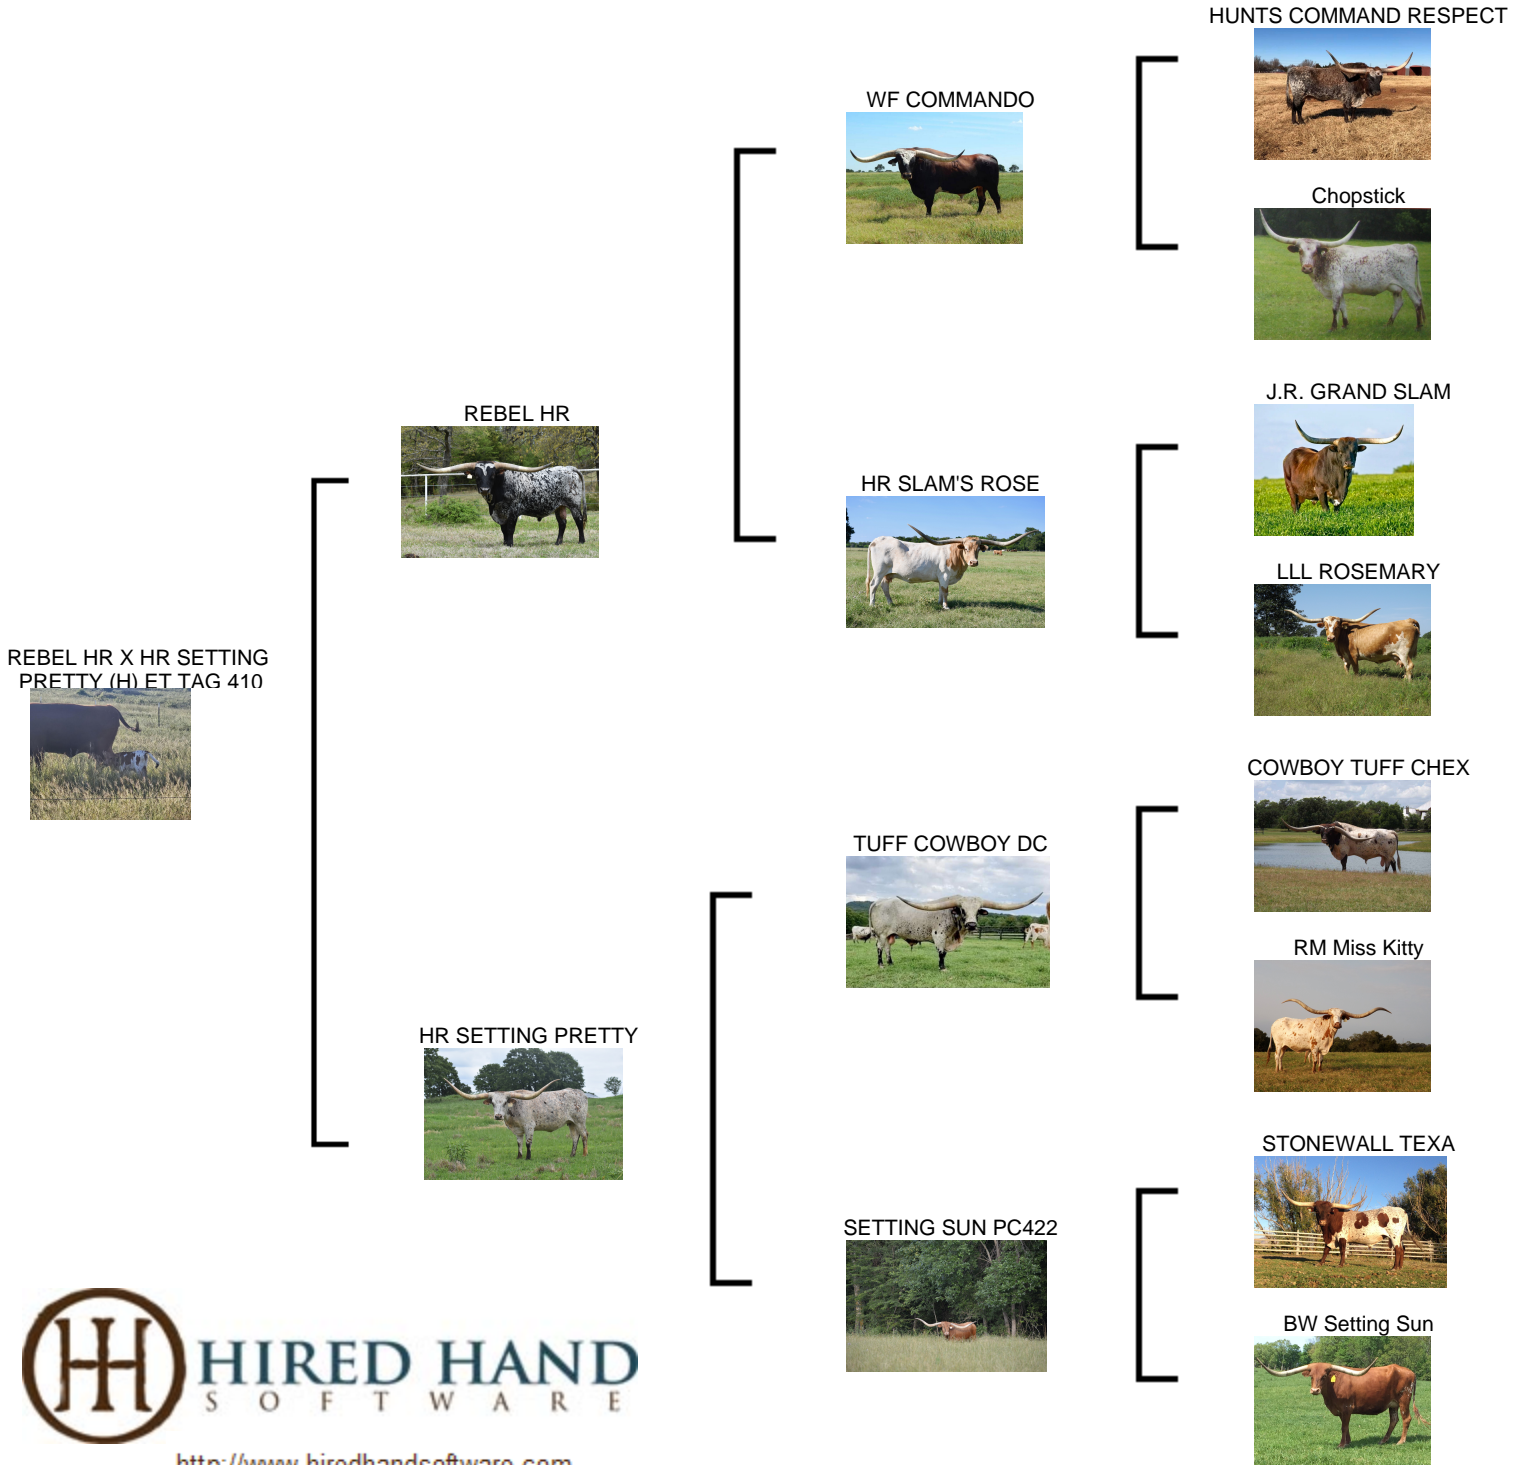 HUNTS COMMAND RESPECT
WF COMMANDO
Chopstick
J.R. GRAND SLAM
REBEL HR
HR SLAM'S ROSE
LLL ROSEMARY
REBEL HR X HR SETTING
PRETTY (H) ET TAG 410
COWBOY TUFF CHEX
TUFF COWBOY DC
RM Miss Kitty
HR SETTING PRETTY
STONEWALL TEXA
SETTING SUN PC422
BW Setting Sun
HIRED HAND
SOFTWARE
http://www.hiredhandsoftware.com